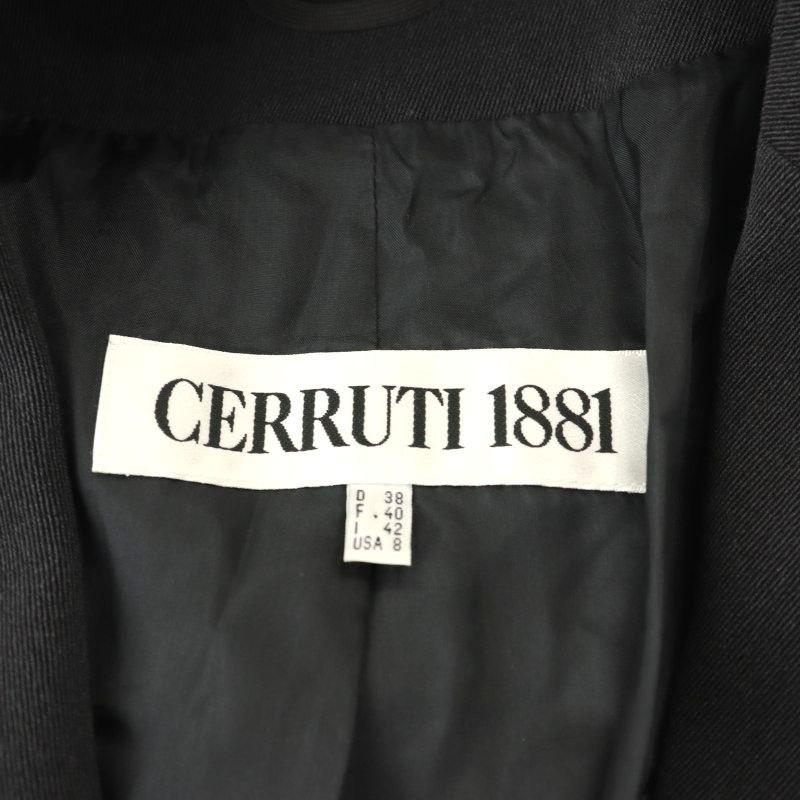 CERRUTI 1881
D 38
F . 40
I 42
USA 8